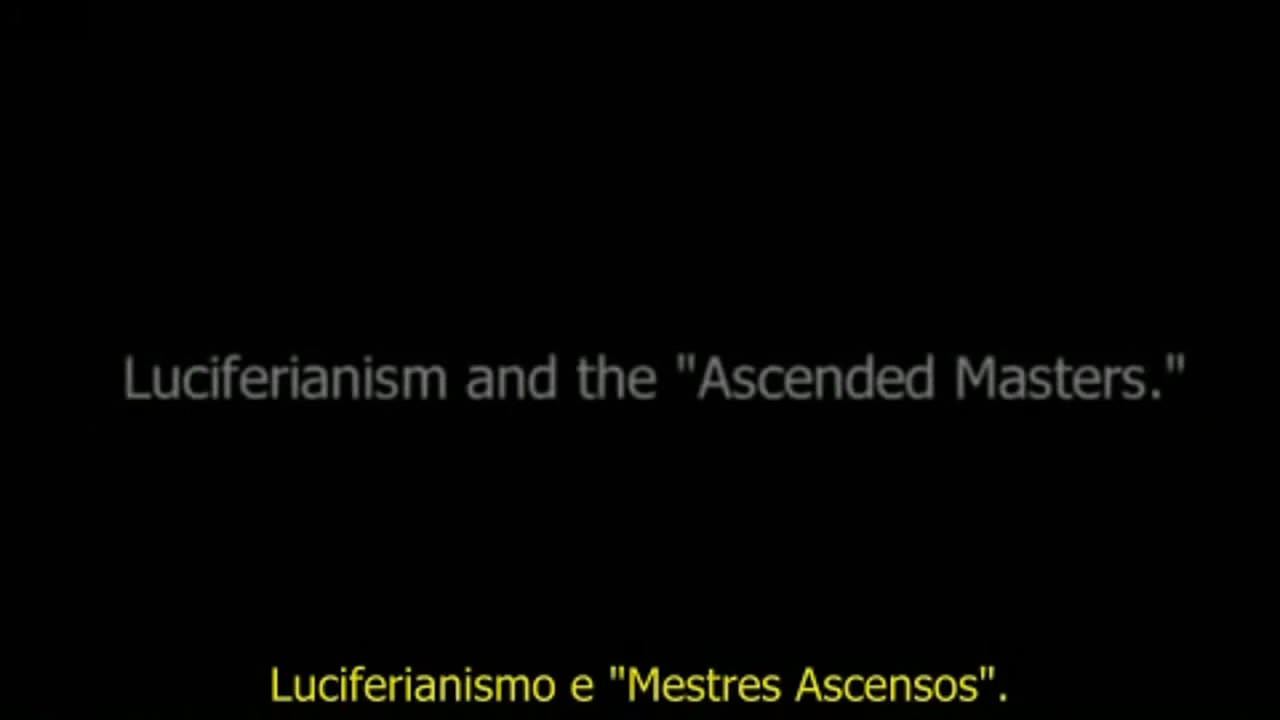 Luciferianism and the "Ascended Masters."
Luciferianismo e "Mestres Ascensos".